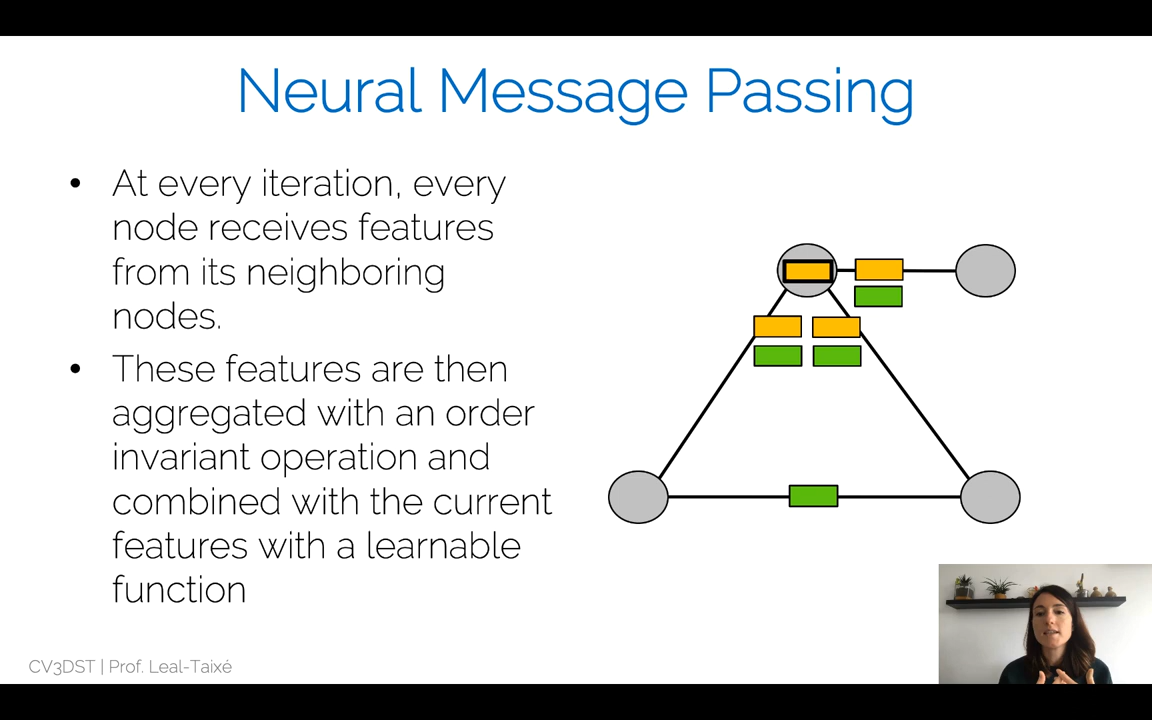 Neural Message Passing
• At every iteration, every
node receives features
from its neighboring
nodes.
• These features are then
aggregated with an order
invariant operation and
combined with the current
features with a learnable
function
CV3DST | Prof. Leal-Taixé